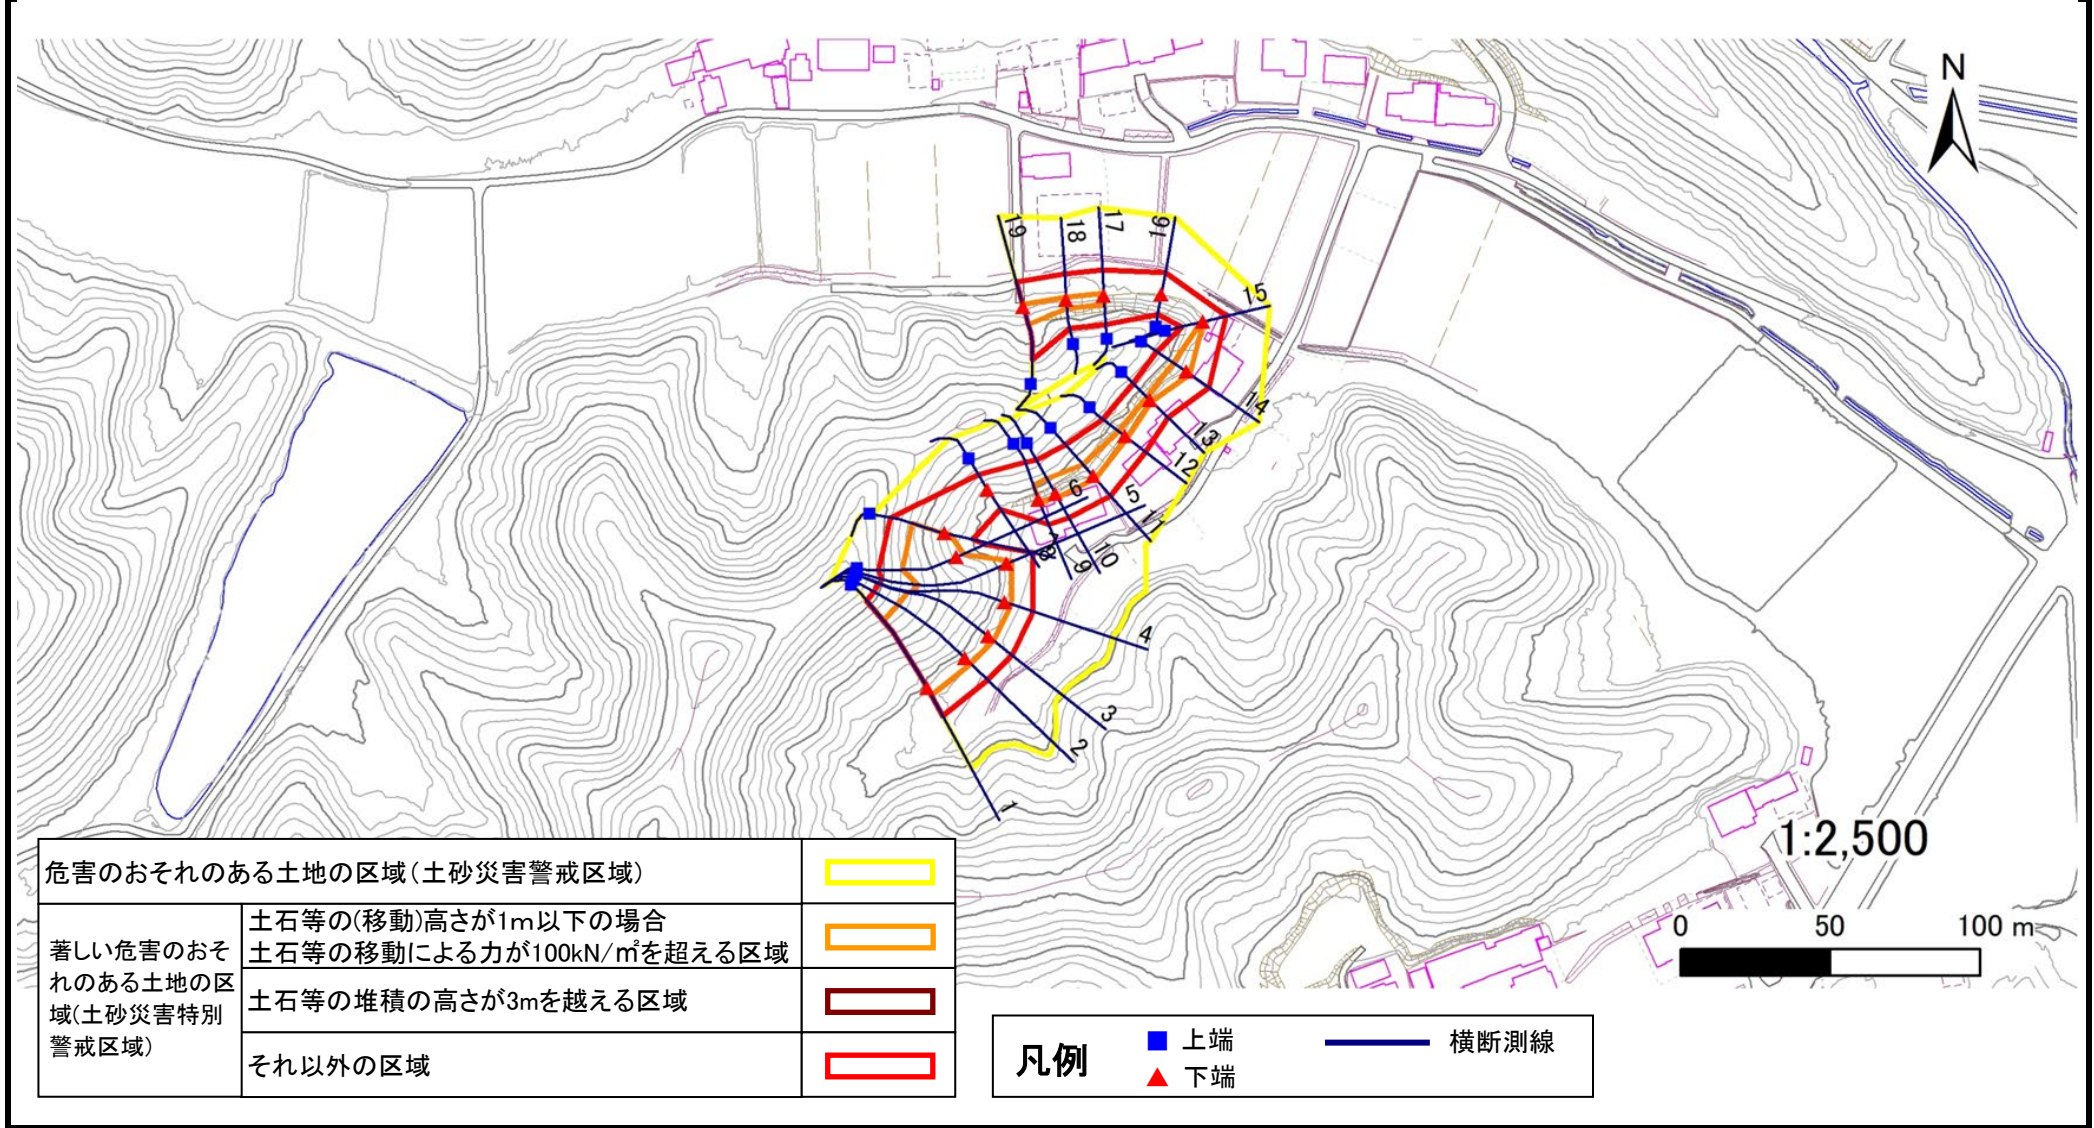 N
19
18
17
16
15
14
13
12
6
5
11
10
9
8
7
4
3
2
1
1:2,500
0 50 100 m
危害のおそれのある土地の区域(土砂災害警戒区域)
著しい危害のおそ
れのある土地の区
域(土砂災害特別
警戒区域)
土石等の(移動)高さが1m以下の場合
土石等の移動による力が100kN/㎡を超える区域
土石等の堆積の高さが3mを越える区域
それ以外の区域
凡例
上端
下端
横断測線